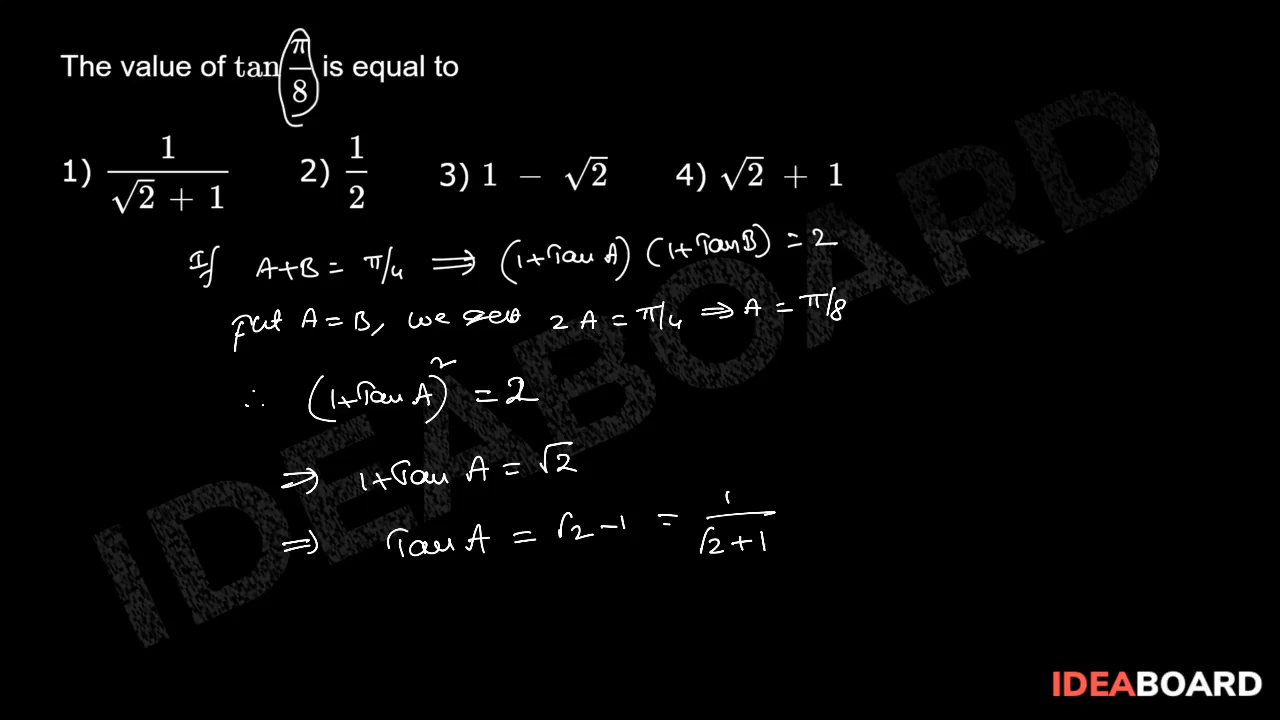 The value of tan π/8 is equal to
1) 1/(√2 + 1) 2) 1/2 3) 1 − √2 4) √2 + 1
If A+B = π/4 ⟹ (1+Tan A) (1+Tan B) = 2
put A = B, we 2A = π/4 ⟹ A = π/8
∴ (1+Tan A)² = 2
⟹ 1+Tan A = √2
⟹ Tan A = √2 −1 = 1/(√2+1)
IDEABOARD
IDEABOARD